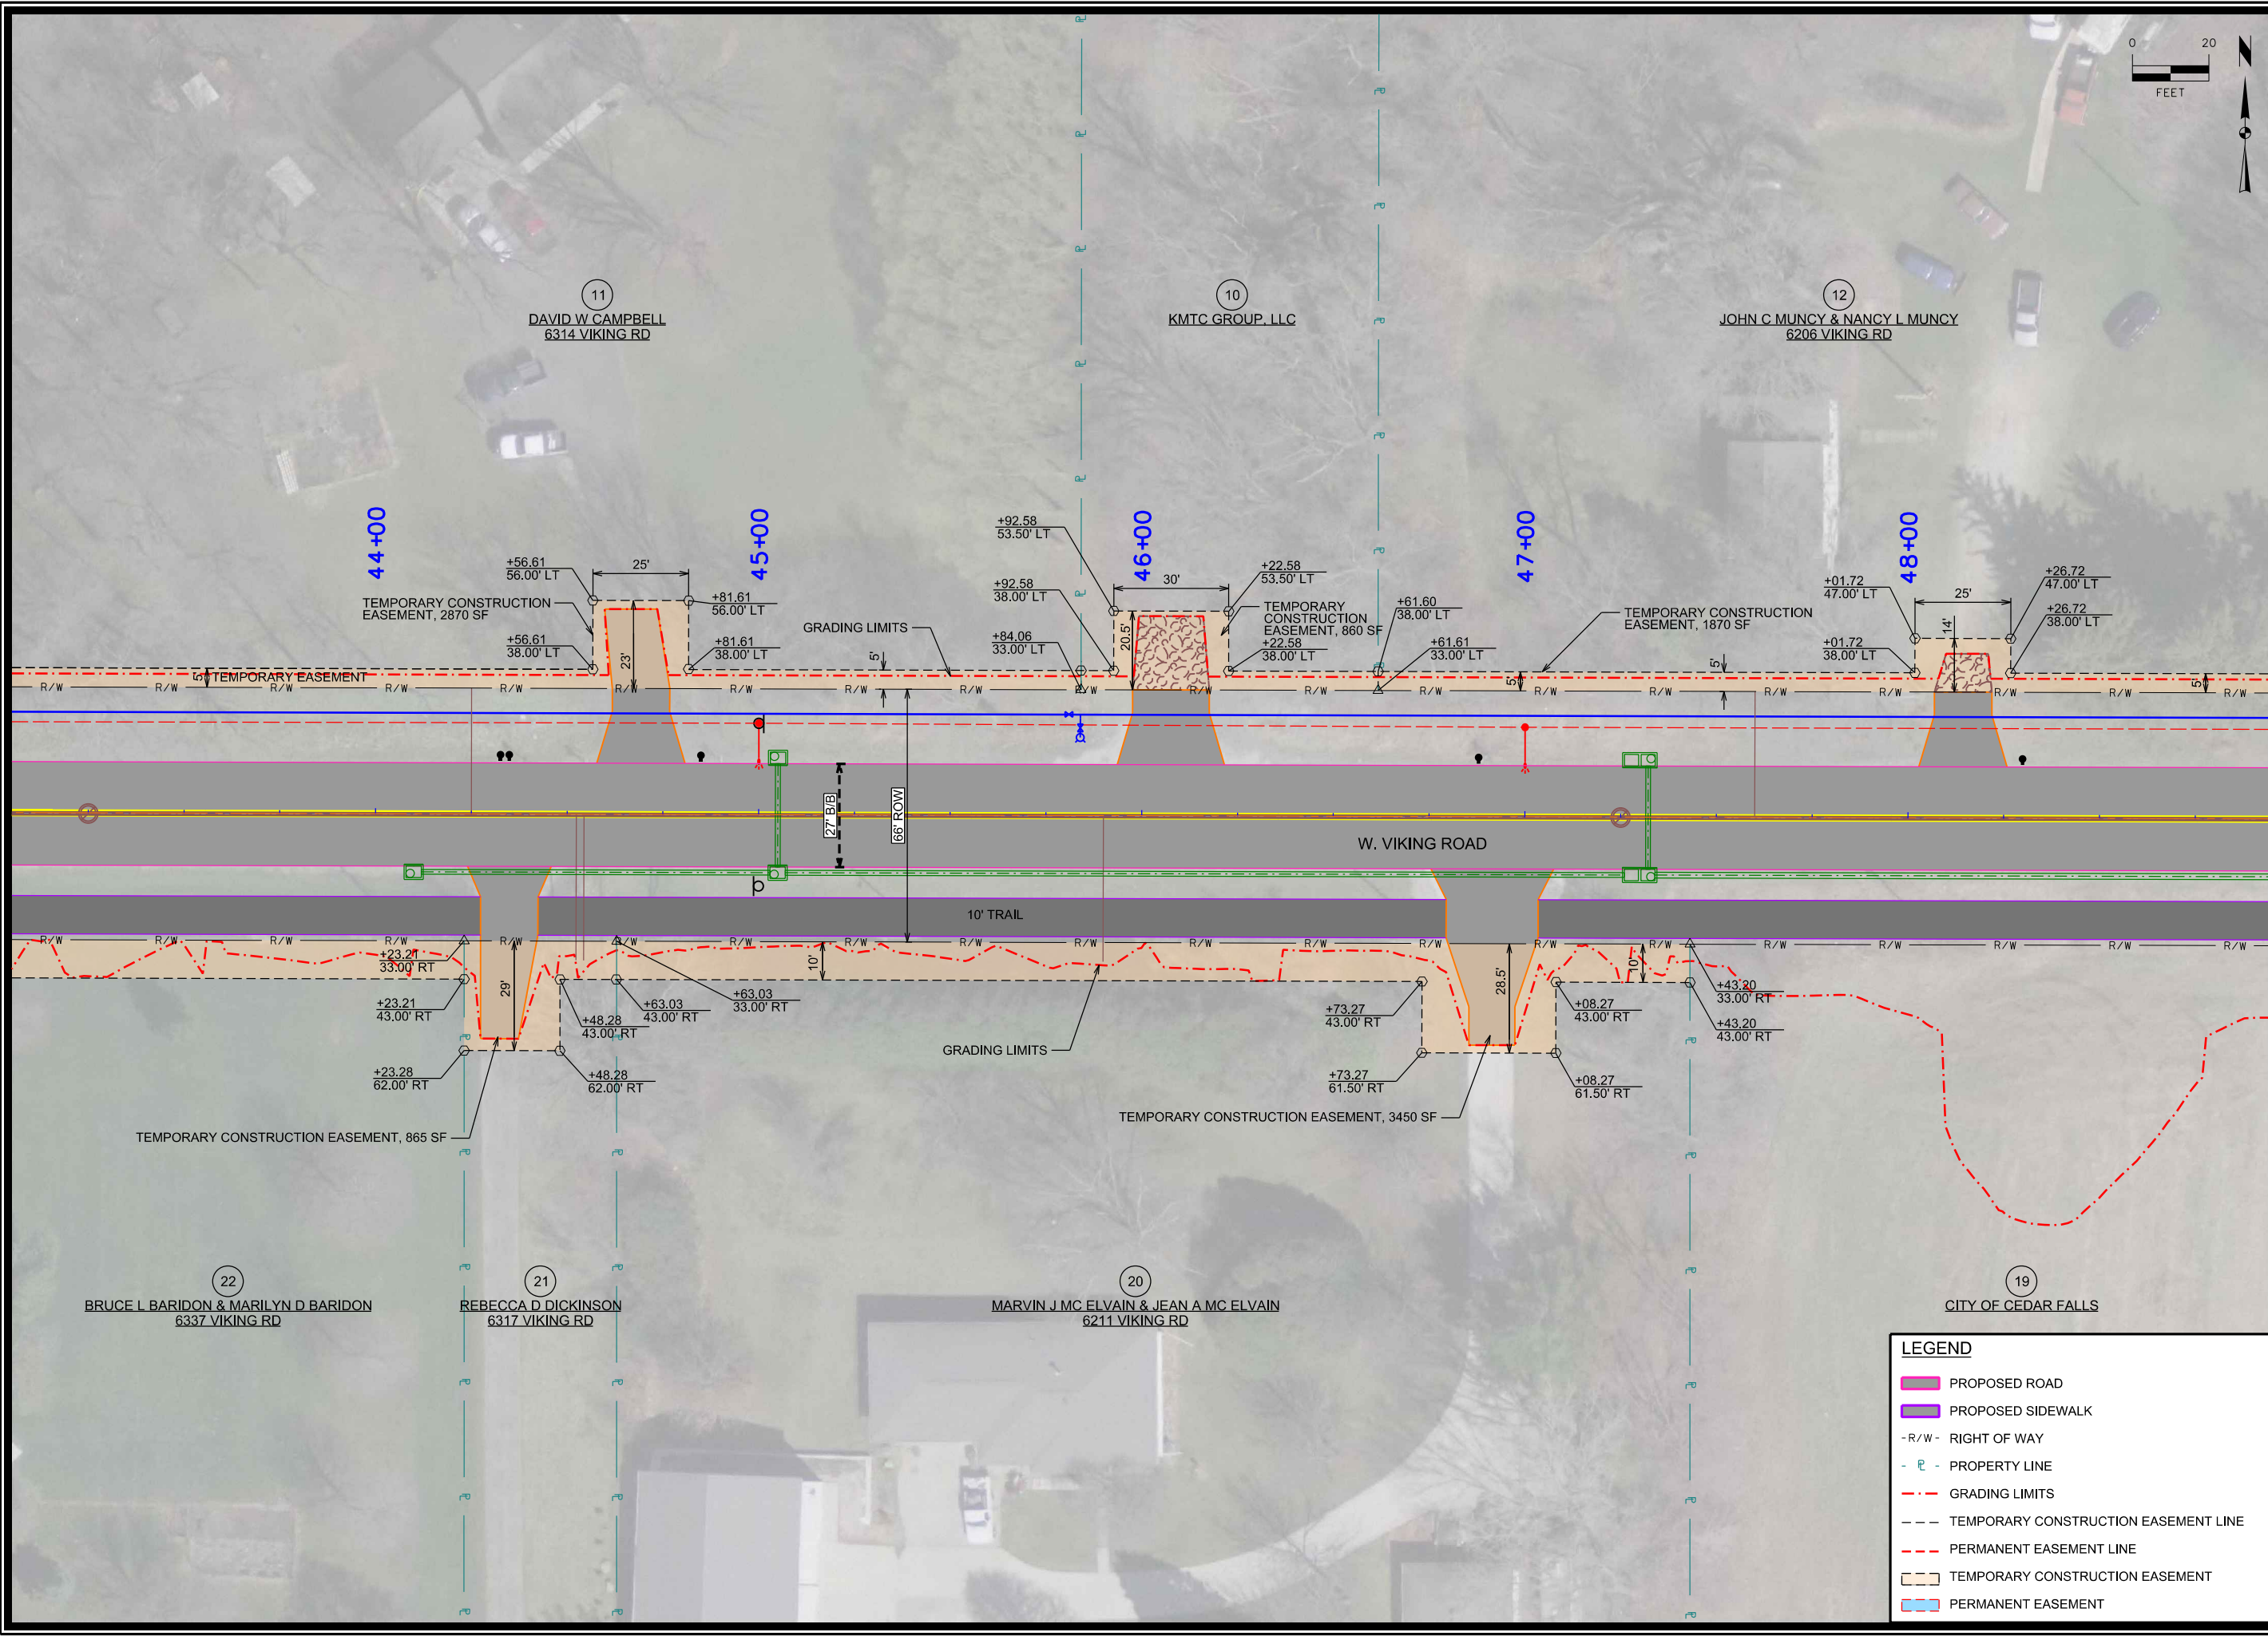 0 20
N
FEET
11
DAVID W CAMPBELL
6314 VIKING RD
10
KMTC GROUP, LLC
12
JOHN C MUNCY & NANCY L MUNCY
6206 VIKING RD
44+00
45+00
46+00
47+00
48+00
+56.61
56.00' LT
25'
+81.61
56.00' LT
TEMPORARY CONSTRUCTION
EASEMENT, 2870 SF
+56.61
38.00' LT
23'
+81.61
38.00' LT
GRADING LIMITS
5'
+92.58
53.50' LT
+92.58
38.00' LT
+84.06
33.00' LT
30'
20.5'
+22.58
53.50' LT
TEMPORARY
CONSTRUCTION
EASEMENT, 860 SF
+22.58
38.00' LT
+61.60
38.00' LT
+61.61
33.00' LT
TEMPORARY CONSTRUCTION
EASEMENT, 1870 SF
5'
5'
+01.72
47.00' LT
+01.72
38.00' LT
25'
14'
+26.72
47.00' LT
+26.72
38.00' LT
5'
5'
TEMPORARY EASEMENT
R/W R/W R/W R/W R/W R/W R/W R/W R/W R/W R/W R/W R/W R/W R/W R/W R/W R/W R/W R/W
27' B/B
66' ROW
W. VIKING ROAD
10' TRAIL
R/W R/W R/W R/W R/W R/W R/W R/W R/W R/W R/W R/W R/W R/W R/W R/W R/W R/W R/W R/W
+23.21
33.00' RT
+23.21
43.00' RT
29'
+48.28
43.00' RT
+63.03
43.00' RT
+63.03
33.00' RT
10'
+23.28
62.00' RT
+48.28
62.00' RT
GRADING LIMITS
TEMPORARY CONSTRUCTION EASEMENT, 865 SF
+73.27
43.00' RT
28.5'
+08.27
43.00' RT
10'
+43.20
33.00' RT
+43.20
43.00' RT
+73.27
61.50' RT
+08.27
61.50' RT
TEMPORARY CONSTRUCTION EASEMENT, 3450 SF
22
BRUCE L BARIDON & MARILYN D BARIDON
6337 VIKING RD
21
REBECCA D DICKINSON
6317 VIKING RD
20
MARVIN J MC ELVAIN & JEAN A MC ELVAIN
6211 VIKING RD
19
CITY OF CEDAR FALLS
LEGEND
PROPOSED ROAD
PROPOSED SIDEWALK
-R/W- RIGHT OF WAY
- PL - PROPERTY LINE
GRADING LIMITS
TEMPORARY CONSTRUCTION EASEMENT LINE
PERMANENT EASEMENT LINE
TEMPORARY CONSTRUCTION EASEMENT
PERMANENT EASEMENT